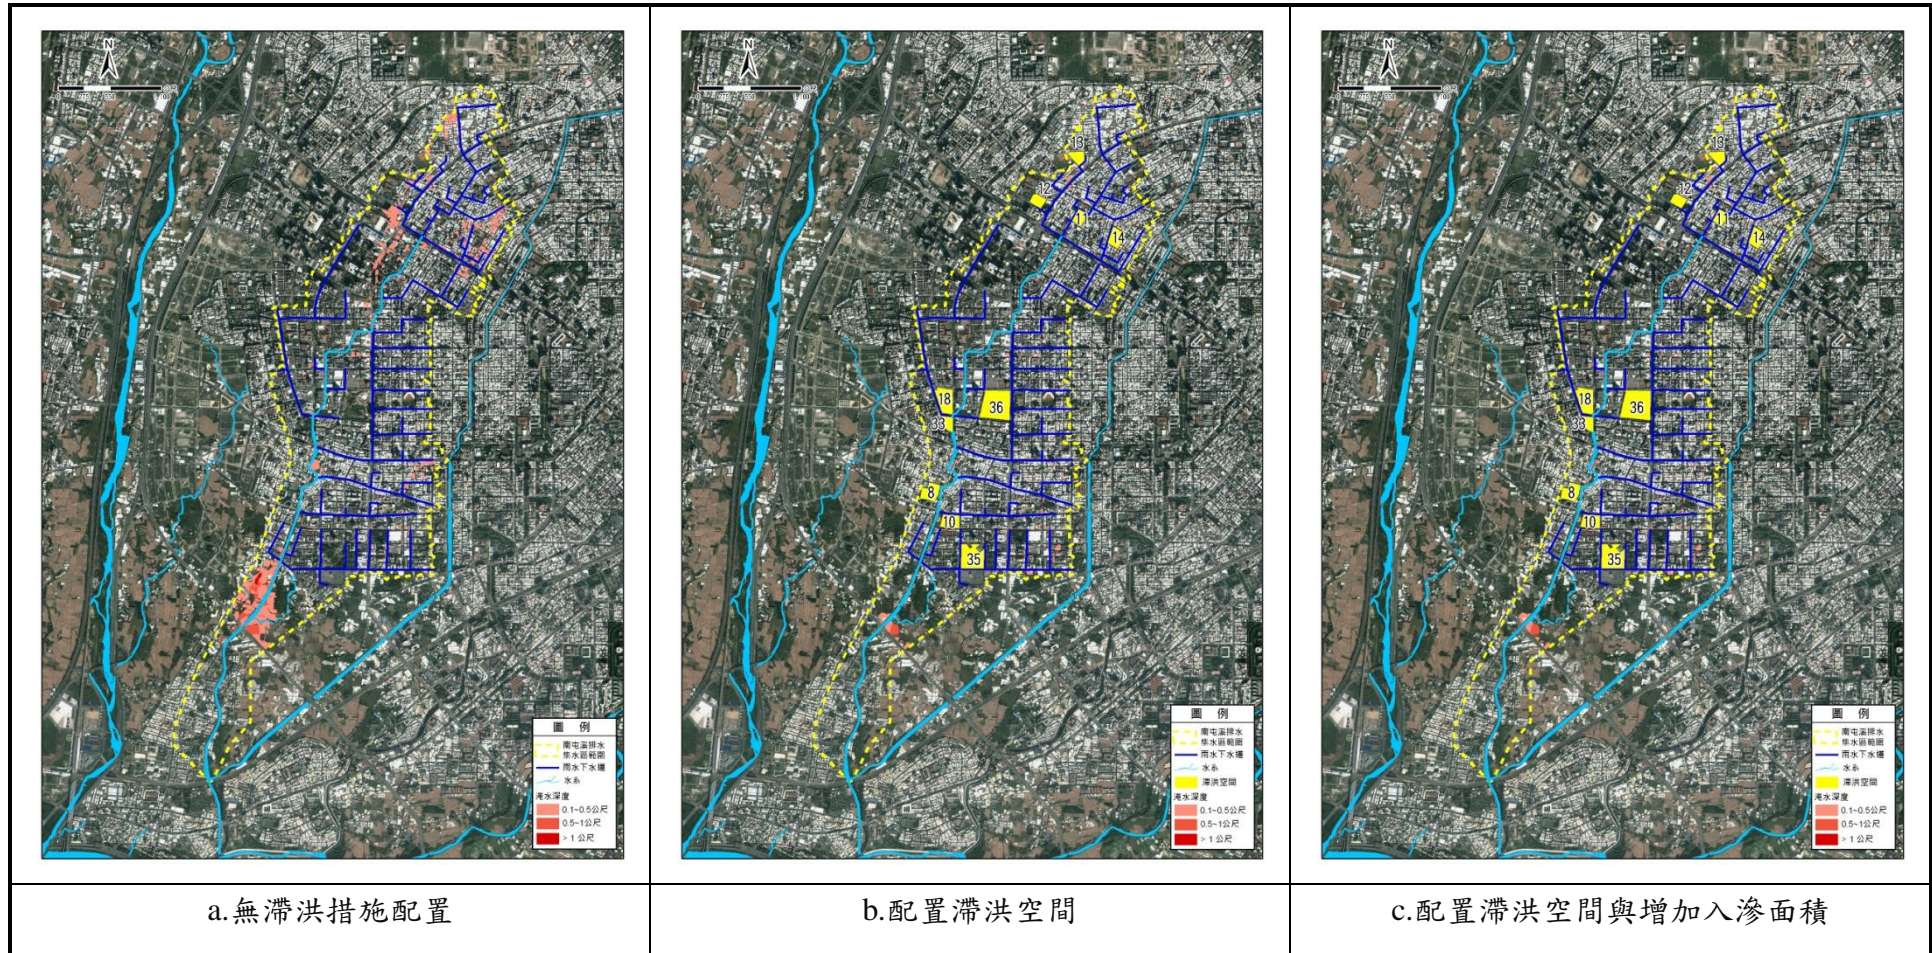 N
N
N
13
12
11
14
18
36
33
8
10
35
13
12
11
14
18
36
33
8
10
35
圖 例
南屯溪排水
集水區範圍
雨水下水道
水系
淹水深度
0.1~0.5公尺
0.5~1公尺
> 1 公尺
圖 例
南屯溪排水
集水區範圍
雨水下水道
水系
滯洪空間
淹水深度
0.1~0.5公尺
0.5~1公尺
> 1 公尺
圖 例
南屯溪排水
集水區範圍
雨水下水道
水系
滯洪空間
淹水深度
0.1~0.5公尺
0.5~1公尺
> 1 公尺
a.無滯洪措施配置
b.配置滯洪空間
c.配置滯洪空間與增加入滲面積